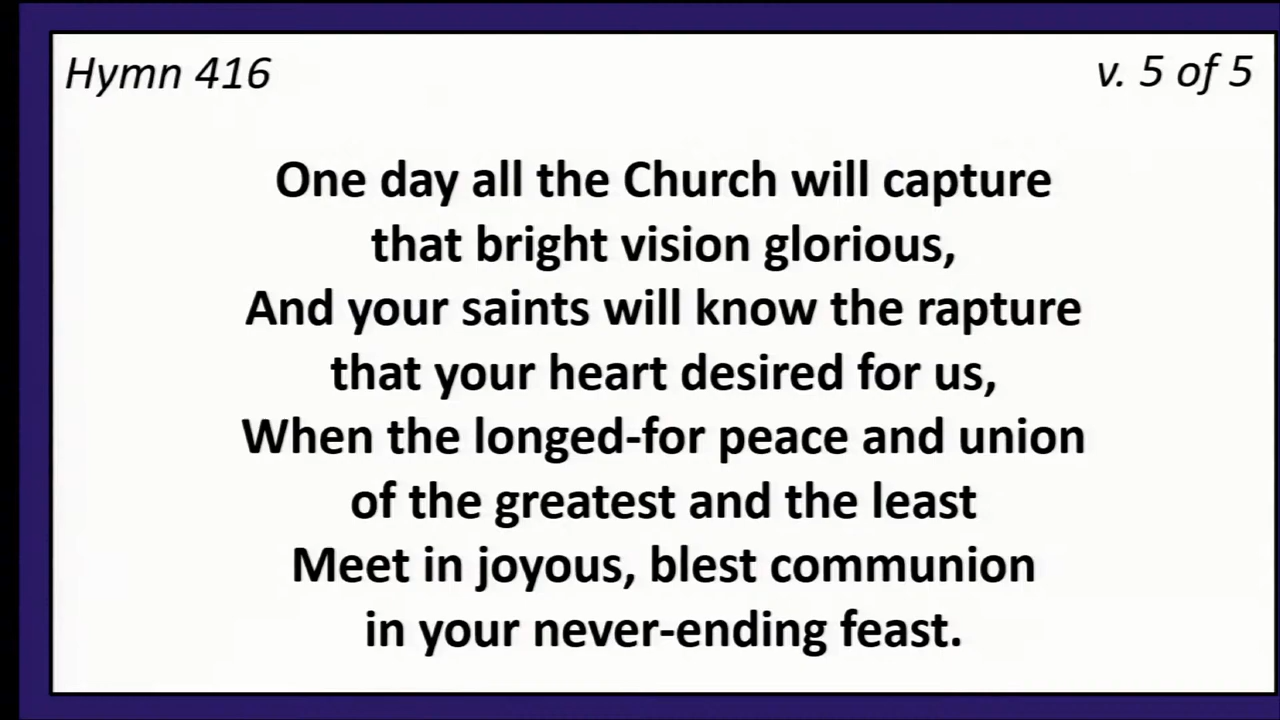 Hymn 416
v. 5 of 5
One day all the Church will capture
that bright vision glorious,
And your saints will know the rapture
that your heart desired for us,
When the longed-for peace and union
of the greatest and the least
Meet in joyous, blest communion
in your never-ending feast.